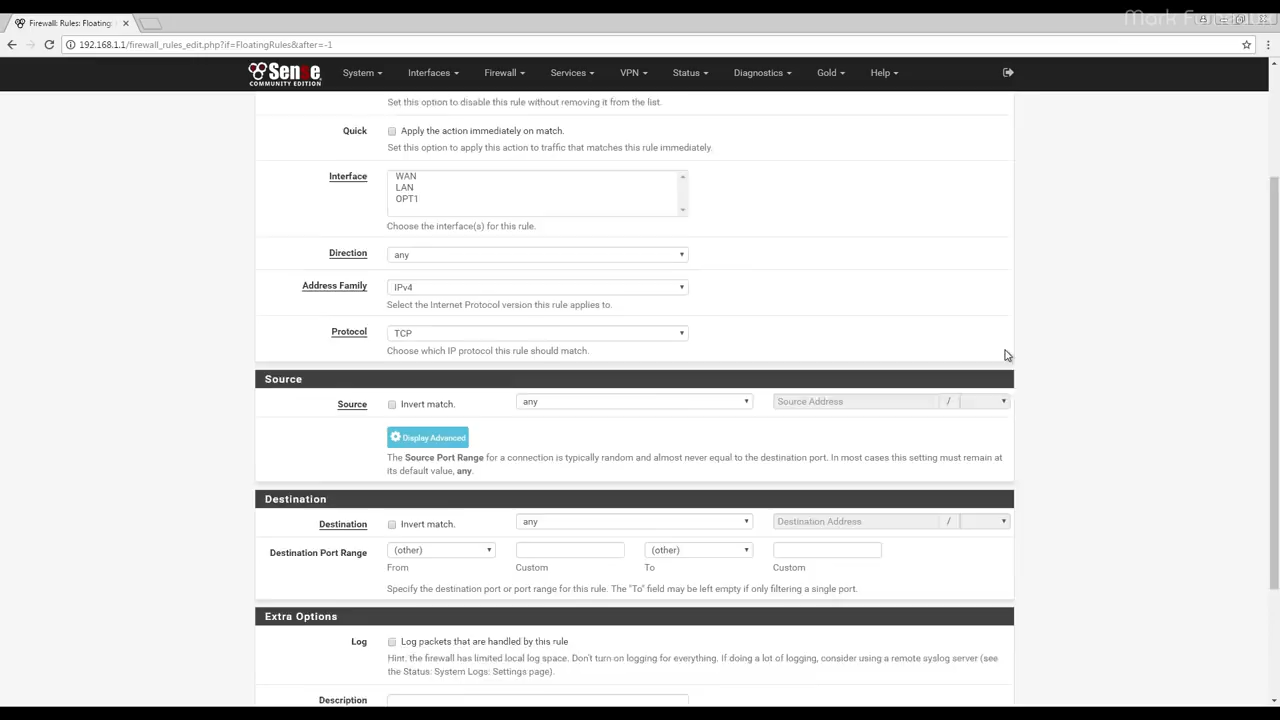 Mark Fu
Firewall: Rules: Floating:
192.168.1.1/firewall_rules_edit.php?if=FloatingRules&after=-1
Sense COMMUNITY EDITION
System Interfaces Firewall Services VPN Status Diagnostics Gold Help
Set this option to disable this rule without removing it from the list.
Quick Apply the action immediately on match.
Set this option to apply this action to traffic that matches this rule immediately.
Interface WAN
LAN
OPT1
Choose the interface(s) for this rule.
Direction any
Address Family IPv4
Select the Internet Protocol version this rule applies to.
Protocol TCP
Choose which IP protocol this rule should match.
Source
Source Invert match. any Source Address /
Display Advanced
The Source Port Range for a connection is typically random and almost never equal to the destination port. In most cases this setting must remain at
its default value, any.
Destination
Destination Invert match. any Destination Address /
Destination Port Range (other) (other)
From Custom To Custom
Specify the destination port or port range for this rule. The "To" field may be left empty if only filtering a single port.
Extra Options
Log Log packets that are handled by this rule
Hint: the firewall has limited local log space. Don't turn on logging for everything. If doing a lot of logging, consider using a remote syslog server (see
the Status: System Logs: Settings page).
Description